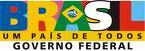 BRASIL
UM PAÍS DE TODOS
GOVERNO FEDERAL